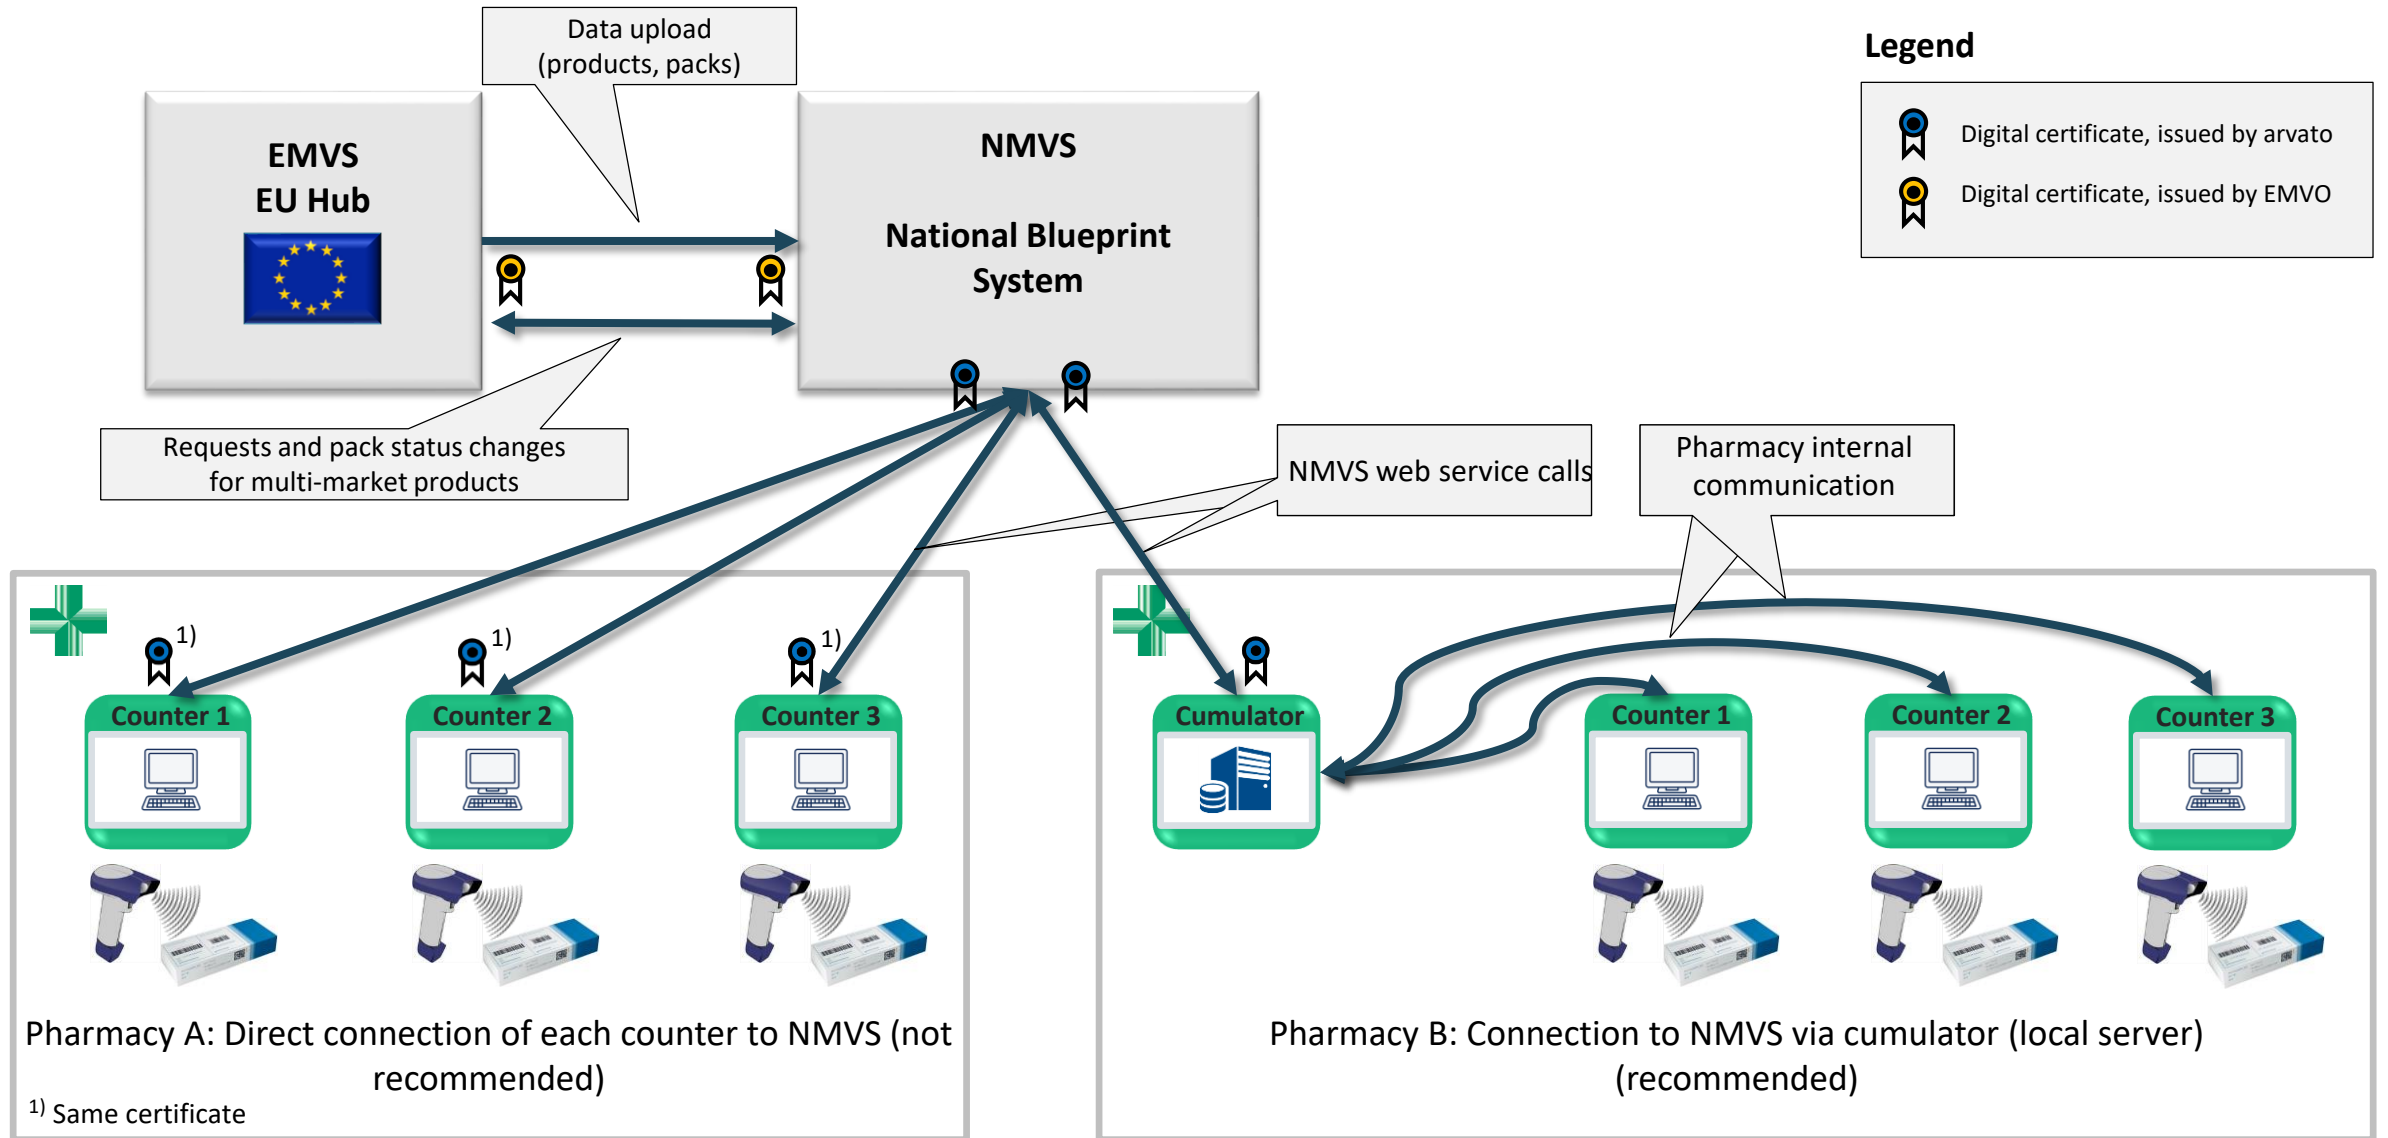 Data upload
(products, packs)
Legend
EMVS
EU Hub
NMVS
National Blueprint
System
Digital certificate, issued by arvato
Digital certificate, issued by EMVO
Requests and pack status changes
for multi-market products
NMVS web service calls
Pharmacy internal
communication
1)
1)
1)
Counter 1
Counter 2
Counter 3
Cumulator
Counter 1
Counter 2
Counter 3
Pharmacy A: Direct connection of each counter to NMVS (not
recommended)
1) Same certificate
Pharmacy B: Connection to NMVS via cumulator (local server)
(recommended)